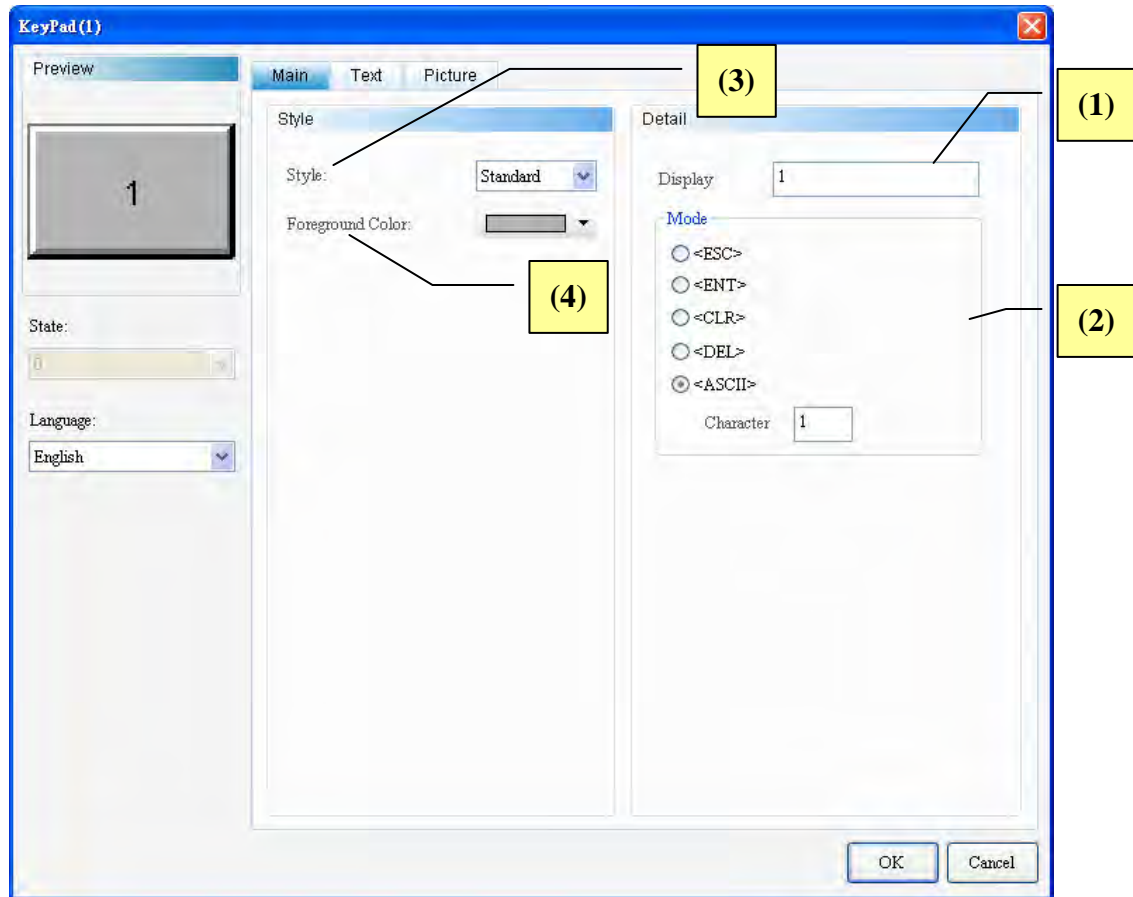 KeyPad(1)
Preview
1
State:
0
Language:
English
Main Text Picture
Style
Style: Standard
Foreground Color:
Detail
Display 1
Mode
<ESC>
<ENT>
<CLR>
<DEL>
<ASCII>
Character 1
(3)
(1)
(4)
(2)
OK Cancel